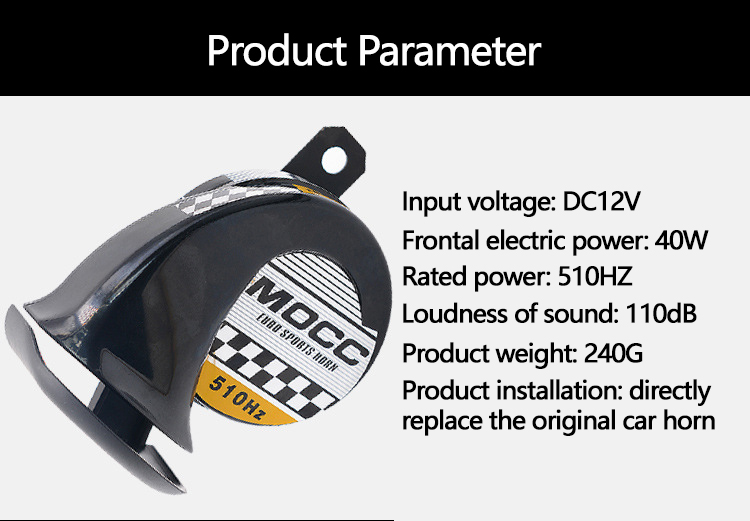 Product Parameter
Input voltage: DC12V
Frontal electric power: 40W
Rated power: 510HZ
Loudness of sound: 110dB
Product weight: 240G
Product installation: directly
replace the original car horn
MOCC
EURO SPORTS HORN
510Hz